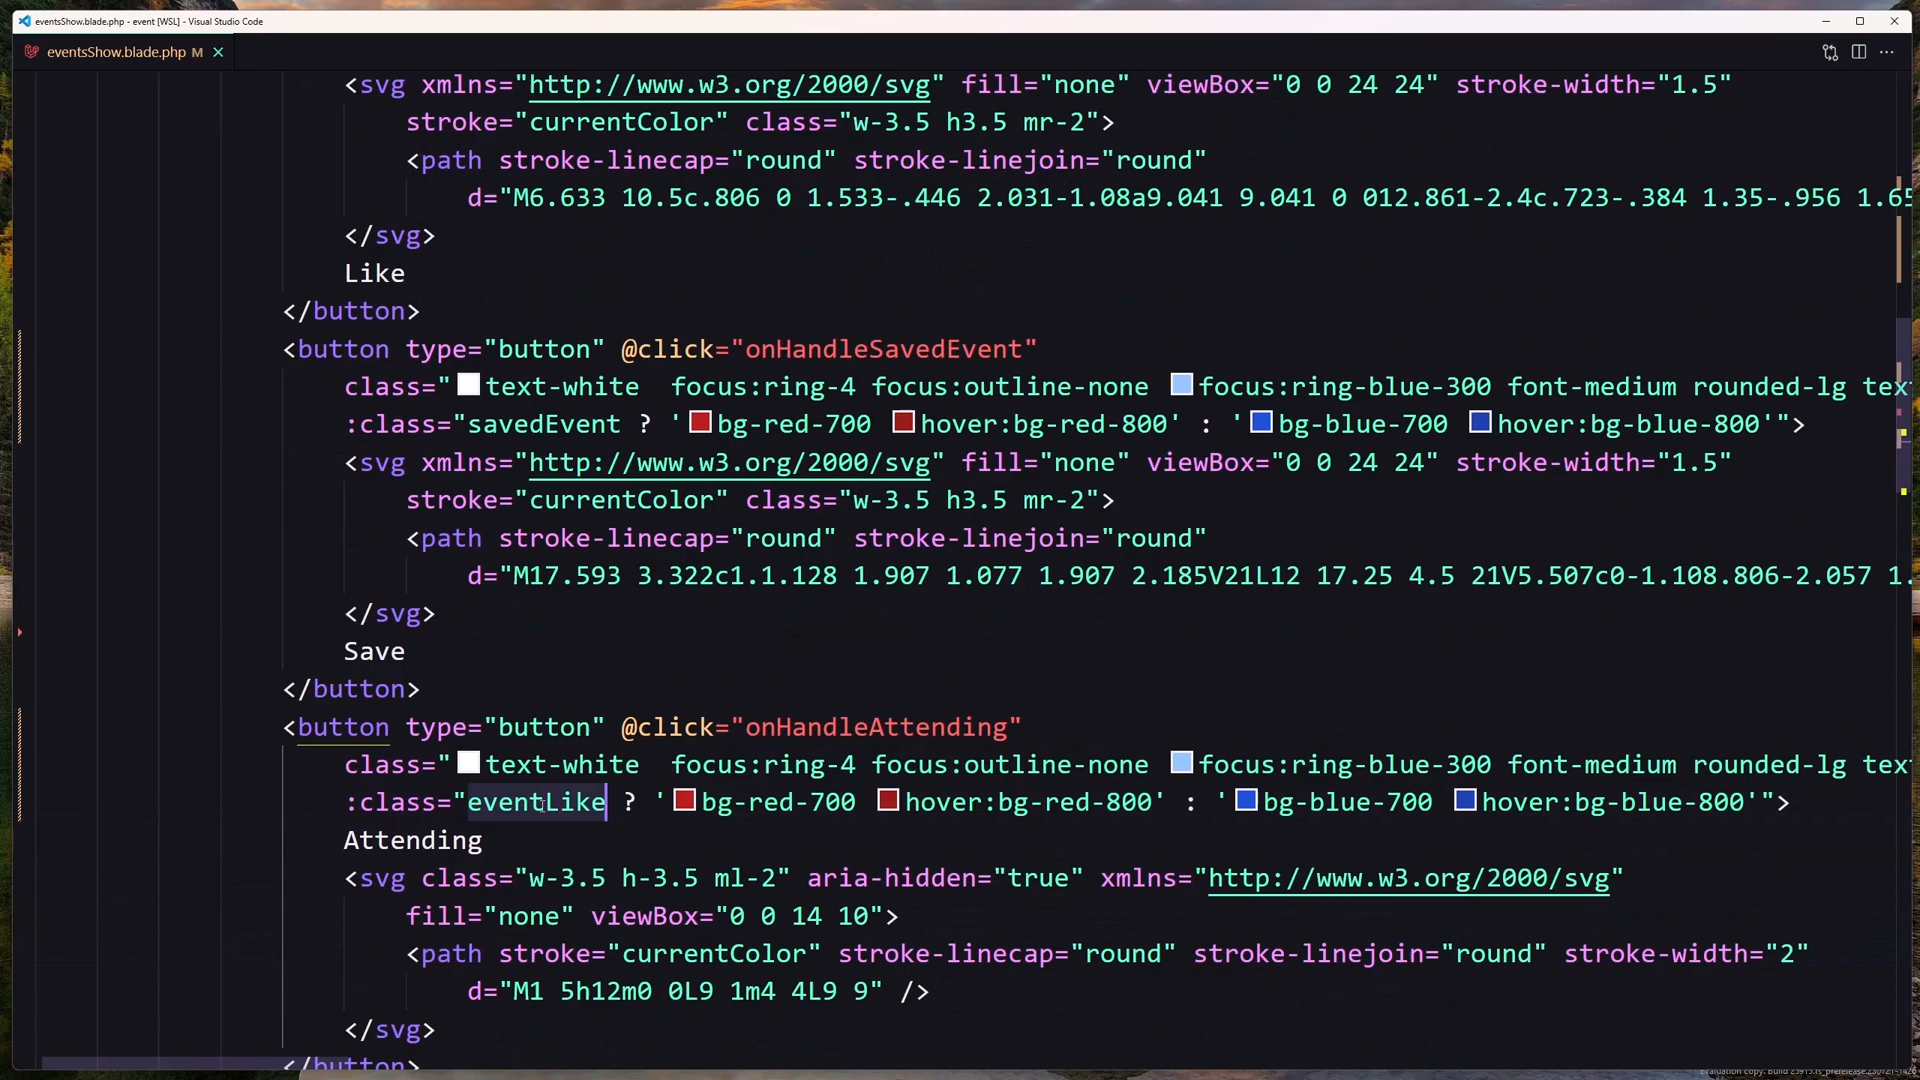 eventsShow.blade.php - event [WSL] - Visual Studio Code
eventsShow.blade.php M
<svg xmlns="http://www.w3.org/2000/svg" fill="none" viewBox="0 0 24 24" stroke-width="1.5"
stroke="currentColor" class="w-3.5 h3.5 mr-2">
<path stroke-linecap="round" stroke-linejoin="round"
d="M6.633 10.5c.806 0 1.533-.446 2.031-1.08a9.041 9.041 0 012.861-2.4c.723-.384 1.35-.956 1.65
</svg>
Like
</button>
<button type="button" @click="onHandleSavedEvent"
class="text-white  focus:ring-4 focus:outline-none focus:ring-blue-300 font-medium rounded-lg tex
:class="savedEvent ? 'bg-red-700 hover:bg-red-800' : 'bg-blue-700 hover:bg-blue-800'">
<svg xmlns="http://www.w3.org/2000/svg" fill="none" viewBox="0 0 24 24" stroke-width="1.5"
stroke="currentColor" class="w-3.5 h3.5 mr-2">
<path stroke-linecap="round" stroke-linejoin="round"
d="M17.593 3.322c1.1.128 1.907 1.077 1.907 2.185V21L12 17.25 4.5 21V5.507c0-1.108.806-2.057 1.
</svg>
Save
</button>
<button type="button" @click="onHandleAttending"
class="text-white  focus:ring-4 focus:outline-none focus:ring-blue-300 font-medium rounded-lg tex
:class="eventLike ? 'bg-red-700 hover:bg-red-800' : 'bg-blue-700 hover:bg-blue-800'">
Attending
<svg class="w-3.5 h-3.5 ml-2" aria-hidden="true" xmlns="http://www.w3.org/2000/svg"
fill="none" viewBox="0 0 14 10">
<path stroke="currentColor" stroke-linecap="round" stroke-linejoin="round" stroke-width="2"
d="M1 5h12m0 0L9 1m4 4L9 9" />
</svg>
</button>